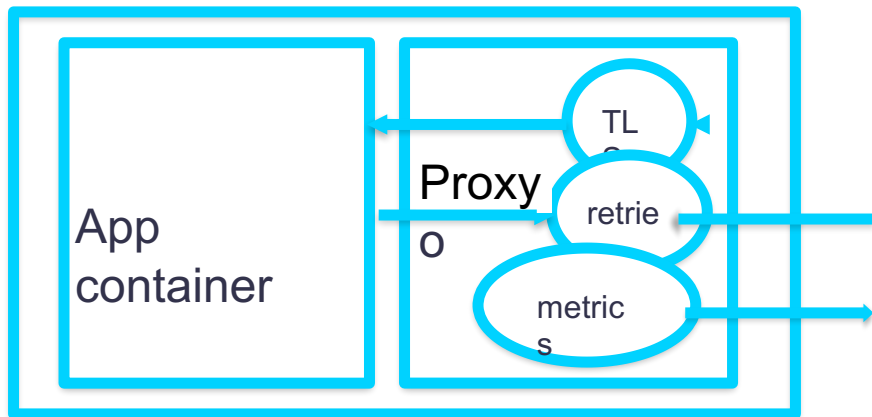 App
container
Proxy
o
TL
retrie
metric
s